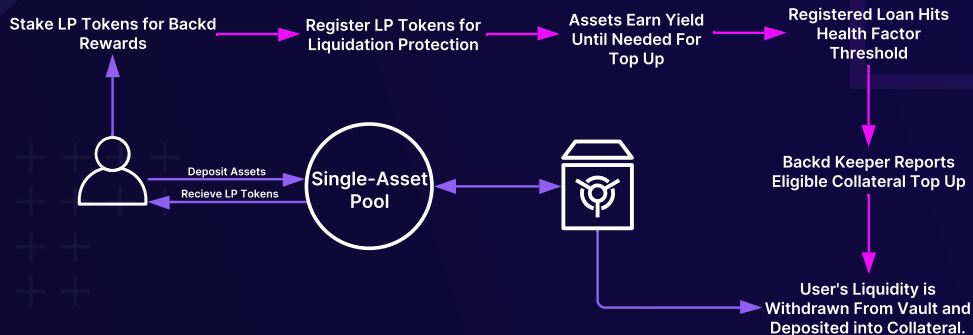 Stake LP Tokens for Backd
Rewards
Register LP Tokens for
Liquidation Protection
Assets Earn Yield
Until Needed For
Top Up
Registered Loan Hits
Health Factor
Threshold
Deposit Assets
Recieve LP Tokens
Single-Asset
Pool
Backd Keeper Reports
Eligible Collateral Top Up
User's Liquidity is
Withdrawn From Vault and
Deposited into Collateral.